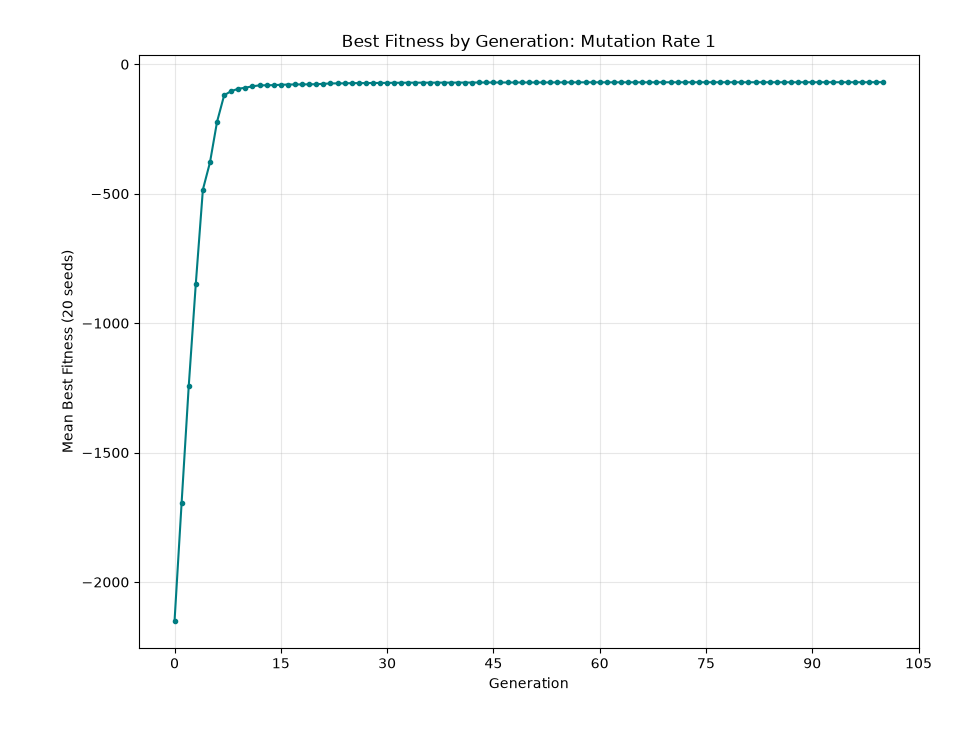 Best Fitness by Generation: Mutation Rate 1
Mean Best Fitness (20 seeds)
0
−500
−1000
−1500
−2000
0 15 30 45 60 75 90 105
Generation